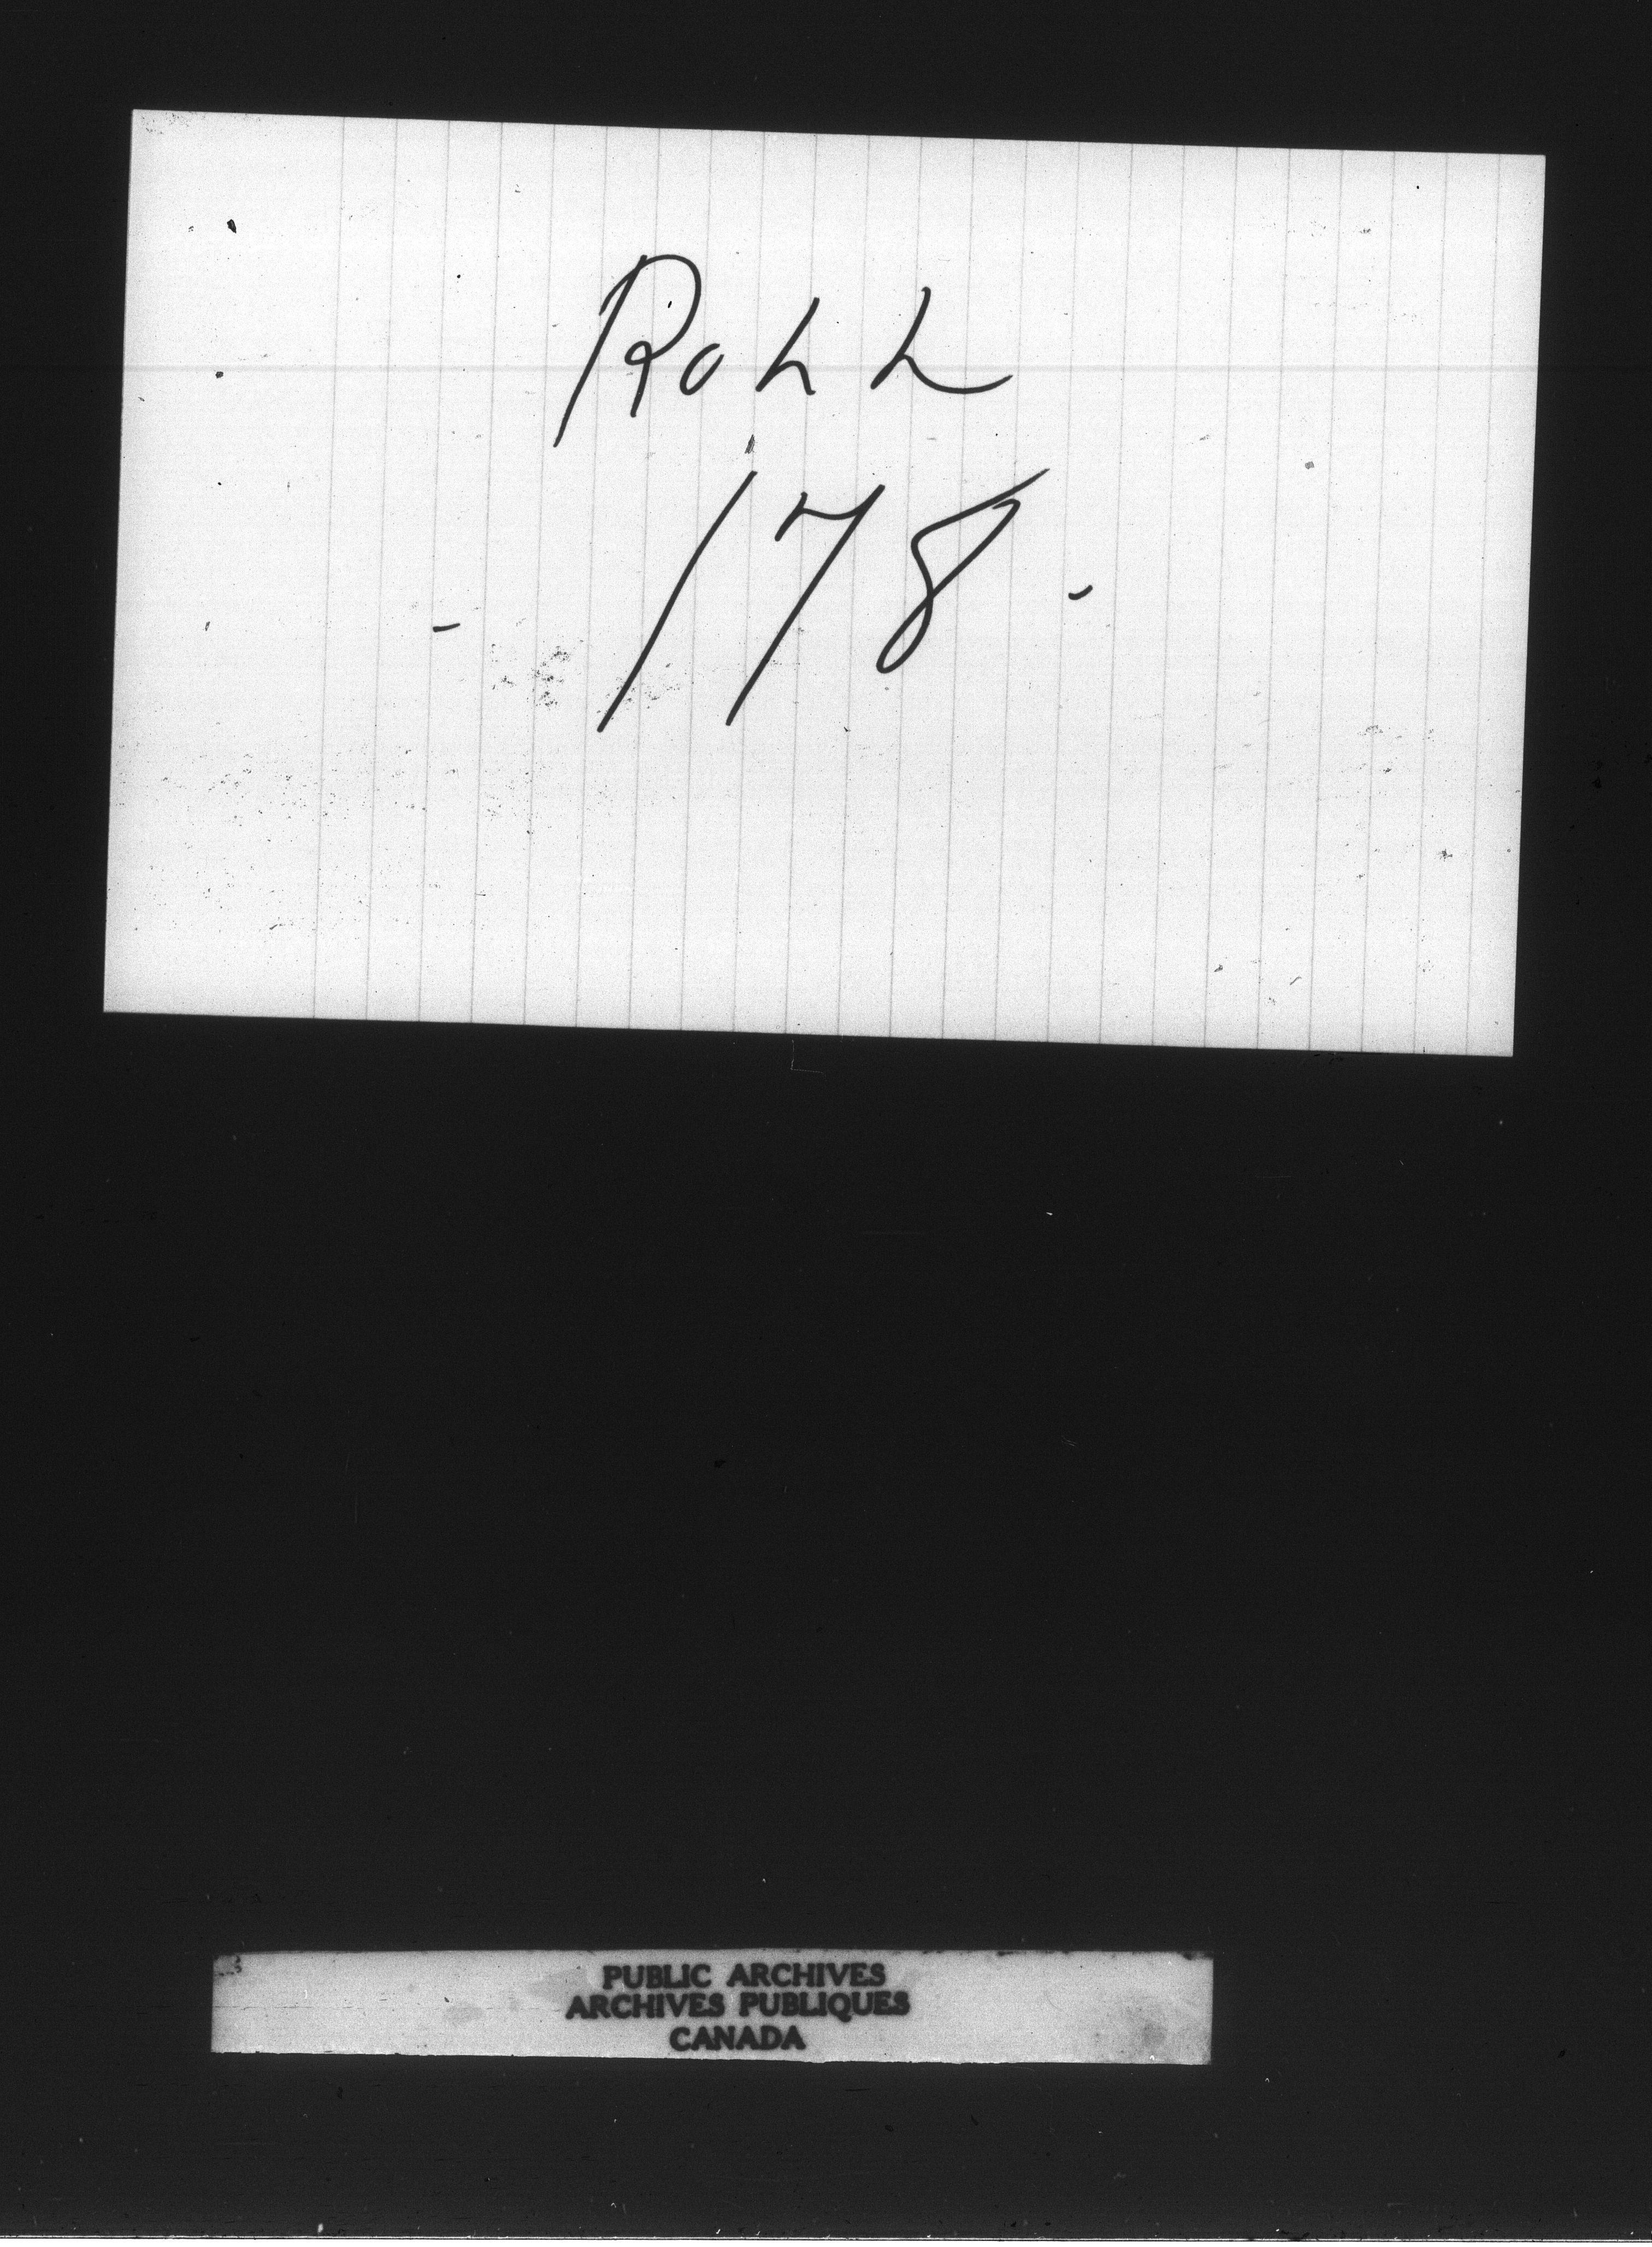 RoLL
- 178 -
PUBLIC ARCHIVES
ARCHIVES PUBLIQUES
CANADA